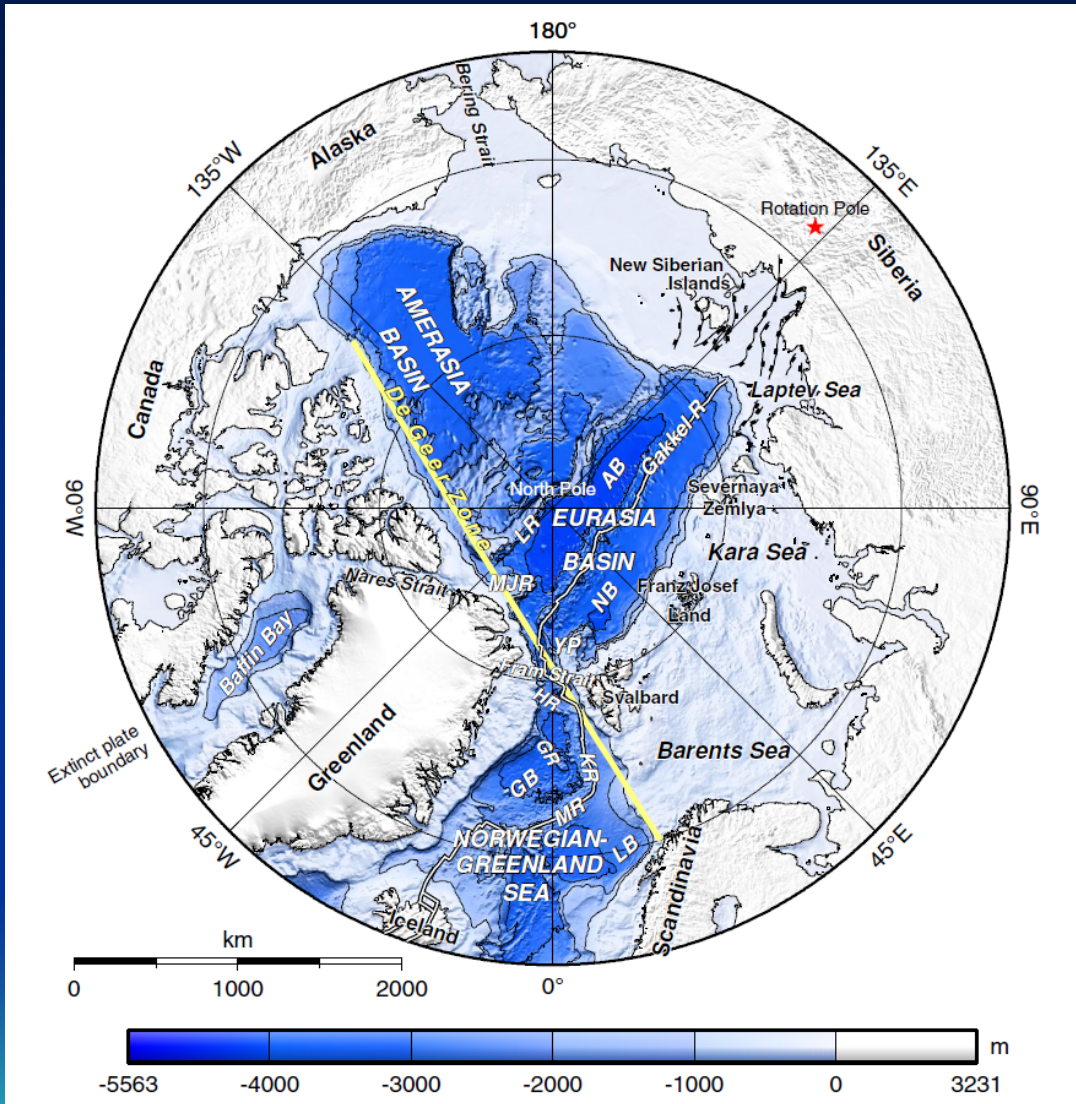 180°
Bering Strait
Alaska
135°W
135°E
Rotation Pole
Siberia
New Siberian
Islands
AMERASIA
BASIN
De Geer Zone
Canada
Laptev Sea
Gakkel R
AB
North Pole
Severnaya
Zemlya
90°W
90°E
LR
EURASIA
BASIN
Kara Sea
Nares Strait
MJR
NB
Franz Josef
Land
Baffin Bay
YP
Fram Strait
HR
Svalbard
Extinct plate
boundary
Greenland
GR
KR
Barents Sea
GB
MR
NORWEGIAN-
GREENLAND
SEA
LB
45°W
45°E
Scandinavia
Iceland
km
0 1000 2000
0°
m
-5563 -4000 -3000 -2000 -1000 0 3231